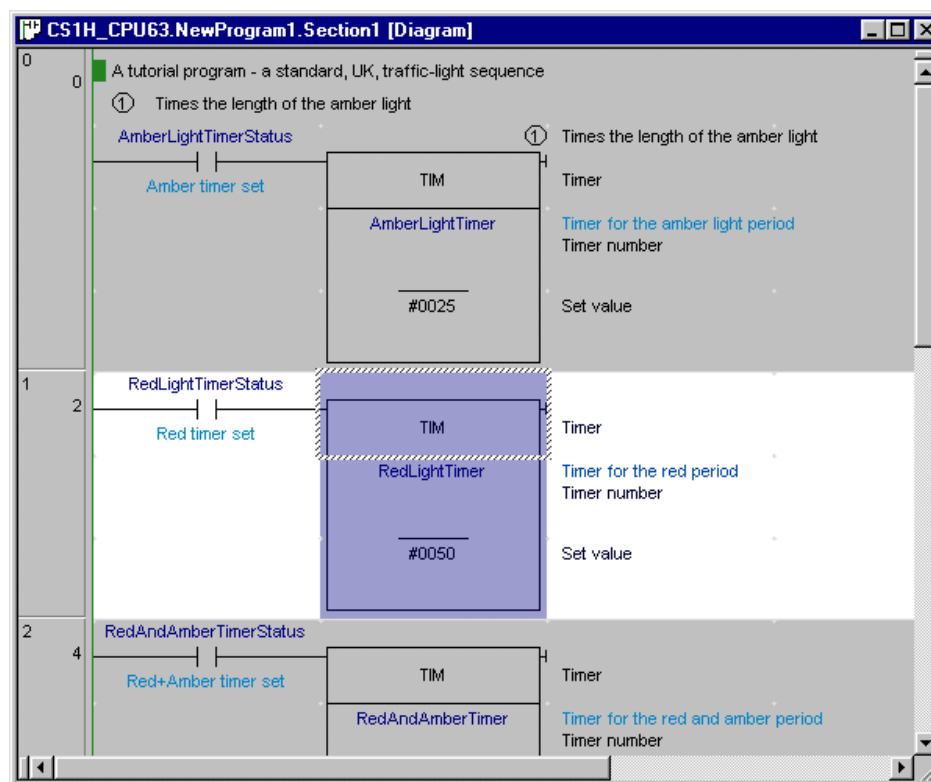 CS1H_CPU63.NewProgram1.Section1 [Diagram]
0
0
A tutorial program - a standard, UK, traffic-light sequence
1 Times the length of the amber light
AmberLightTimerStatus
1 Times the length of the amber light
Amber timer set
TIM
Timer
AmberLightTimer
Timer for the amber light period
Timer number
#0025
Set value
1
2
RedLightTimerStatus
Red timer set
TIM
Timer
RedLightTimer
Timer for the red period
Timer number
#0050
Set value
2
4
RedAndAmberTimerStatus
Red+Amber timer set
TIM
Timer
RedAndAmberTimer
Timer for the red and amber period
Timer number